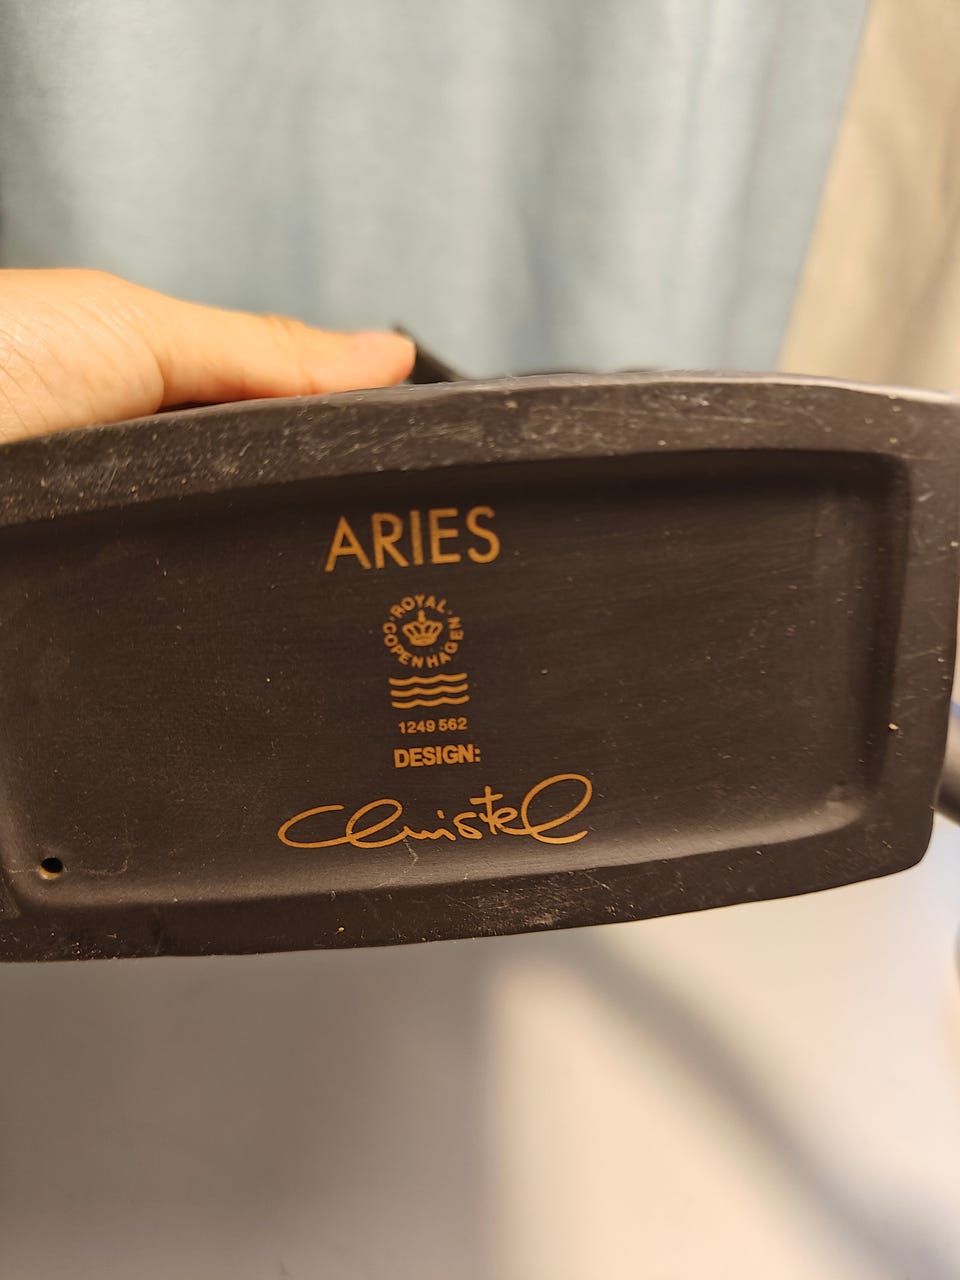 ARIES
ROYAL
COPENHAGEN
1249 562
DESIGN:
Christel